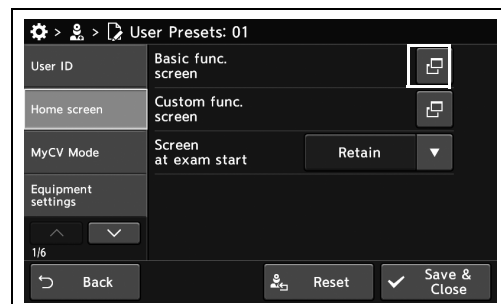 > > User Presets: 01
User ID
Basic func.
screen
Home screen
Custom func.
screen
MyCV Mode
Screen
at exam start
Retain
Equipment
settings
1/6
Back
Reset
Save &
Close